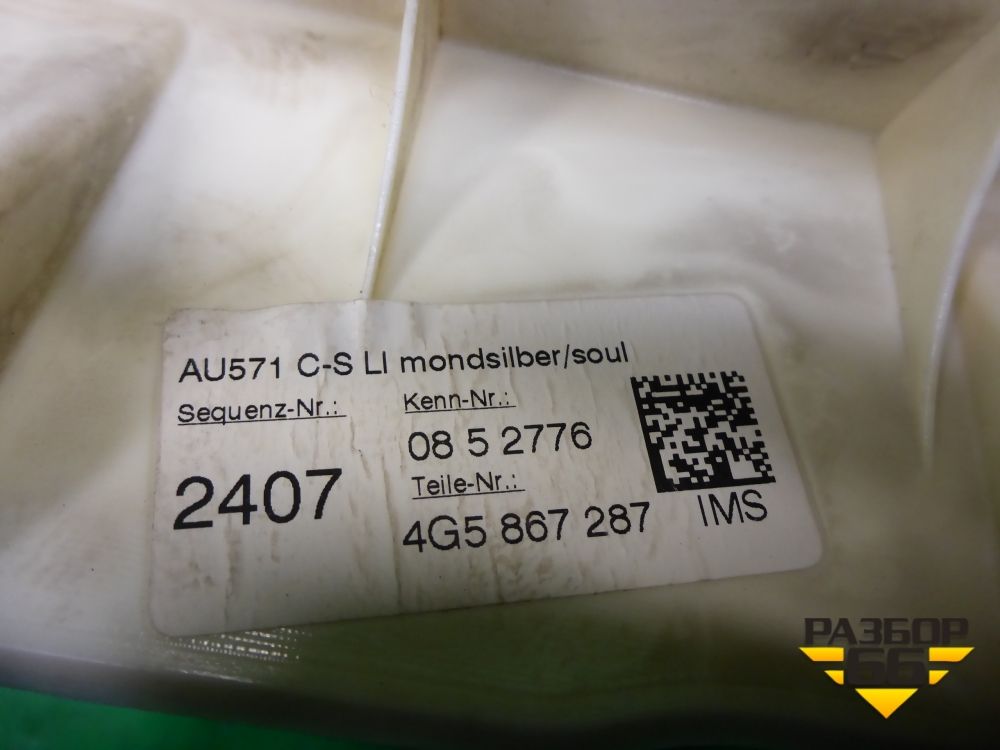 AU571 C-S LI mondsilber/soul
Sequenz-Nr.:
Kenn-Nr.:
08 5 2776
2407
Teile-Nr.:
4G5 867 287
IMS
РАЗБОР
66